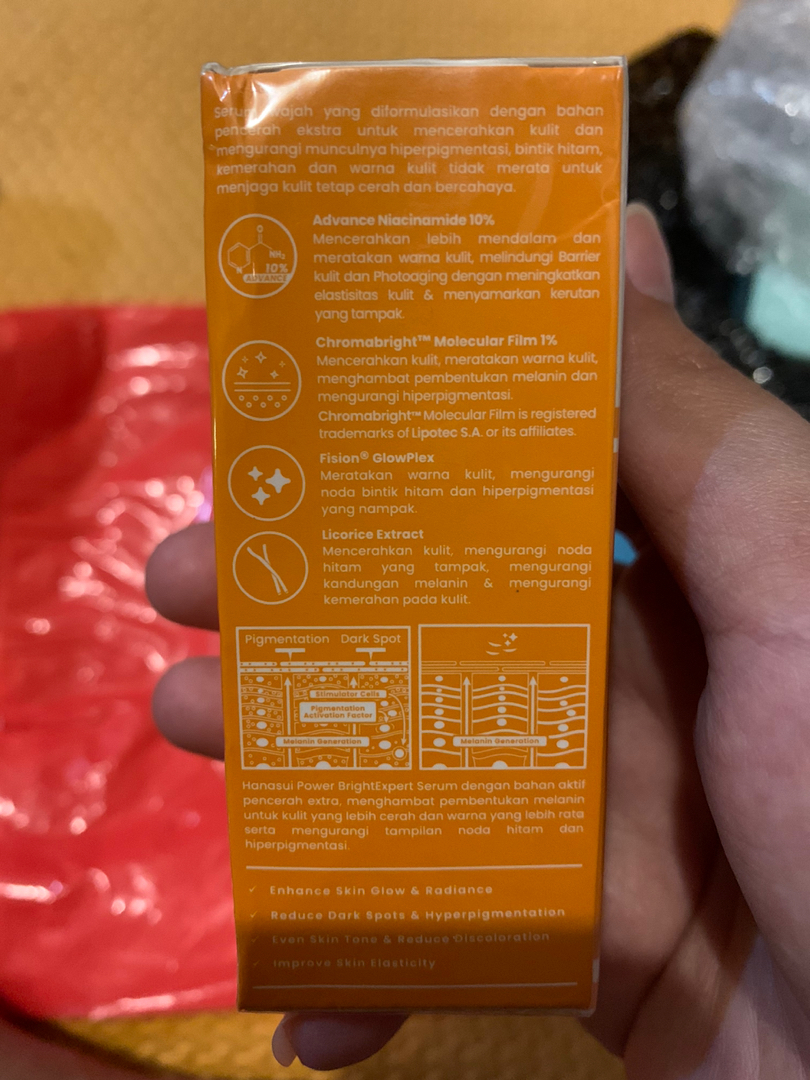 Serum wajah yang diformulasikan dengan bahan
pencerah ekstra untuk mencerahkan kulit dan
mengurangi munculnya hiperpigmentasi, bintik hitam,
kemerahan dan warna kulit tidak merata untuk
menjaga kulit tetap cerah dan bercahaya.
Advance Niacinamide 10%
Mencerahkan lebih mendalam dan
meratakan warna kulit, melindungi Barrier
kulit dan Photoaging dengan meningkatkan
elastisitas kulit & menyamarkan kerutan
yang tampak.
O
NH₂
N
10%
ADVANCE
Chromabright™ Molecular Film 1%
Mencerahkan kulit, meratakan warna kulit,
menghambat pembentukan melanin dan
mengurangi hiperpigmentasi.
Chromabright™ Molecular Film is registered
trademarks of Lipotec S.A. or its affiliates.
Fision® GlowPlex
Meratakan warna kulit, mengurangi
noda bintik hitam dan hiperpigmentasi
yang nampak.
Licorice Extract
Mencerahkan kulit, mengurangi noda
hitam yang tampak, mengurangi
kandungan melanin & mengurangi
kemerahan pada kulit.
Pigmentation Dark Spot
Stimulator Cells
Pigmentation
Activation Factor
Melanin Generation
Melanin Generation
Hanasui Power BrightExpert Serum dengan bahan aktif
pencerah extra, menghambat pembentukan melanin
untuk kulit yang lebih cerah dan warna yang lebih rata
serta mengurangi tampilan noda hitam dan
hiperpigmentasi.
✓ Enhance Skin Glow & Radiance
✓ Reduce Dark Spots & Hyperpigmentation
✓ Even Skin Tone & Reduce Discoloration
✓ Improve Skin Elasticity